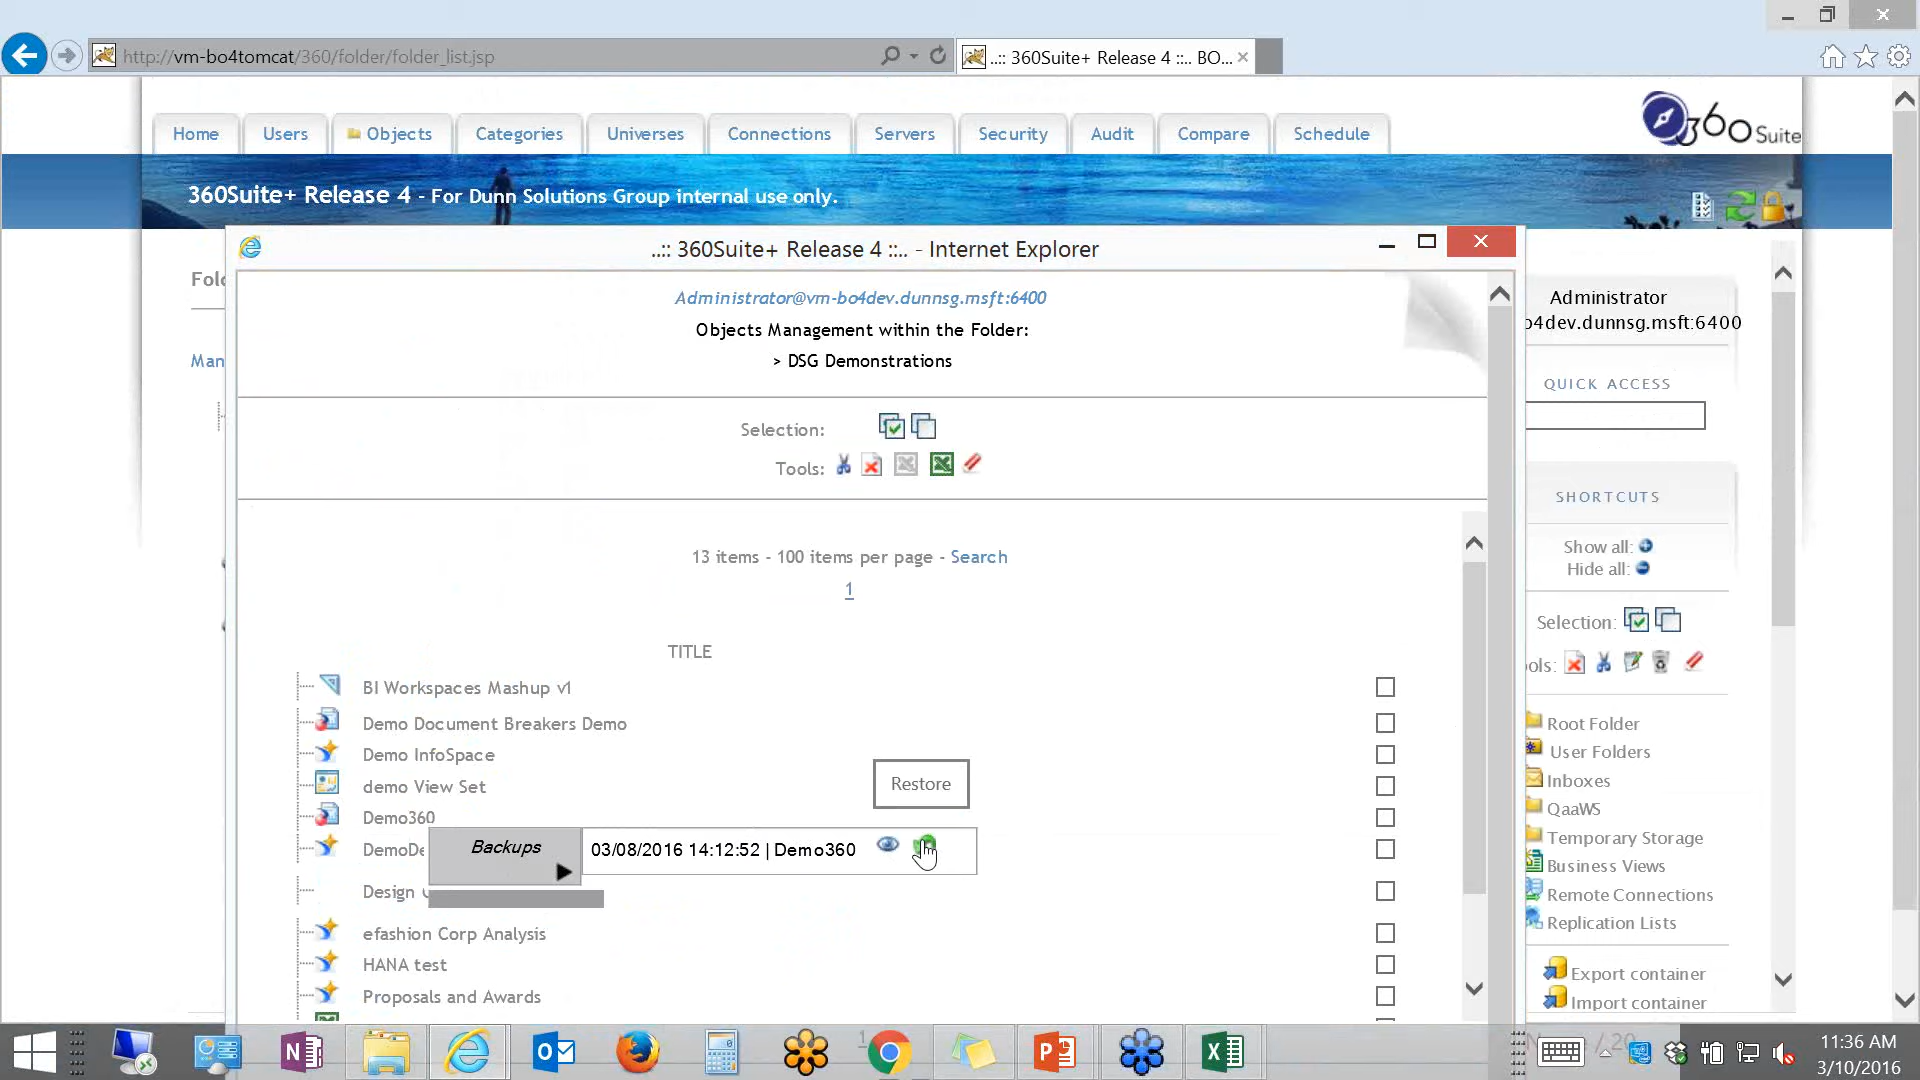 http://vm-bo4tomcat/360/folder/folder_list.jsp
..:: 360Suite+ Release 4 ::.. BO...
Home
Users
Objects
Categories
Universes
Connections
Servers
Security
Audit
Compare
Schedule
360 Suite
360Suite+ Release 4 - For Dunn Solutions Group internal use only.
..:: 360Suite+ Release 4 ::.. - Internet Explorer
Fol
Man
Administrator@vm-bo4dev.dunnsg.msft:6400
Objects Management within the Folder:
> DSG Demonstrations
Selection:
Tools:
13 items - 100 items per page - Search
1
TITLE
BI Workspaces Mashup v1
Demo Document Breakers Demo
Demo InfoSpace
demo View Set
Restore
Demo360
DemoDe
Backups
03/08/2016 14:12:52 | Demo360
Design
efashion Corp Analysis
HANA test
Proposals and Awards
Administrator
o4dev.dunnsg.msft:6400
QUICK ACCESS
SHORTCUTS
Show all:
Hide all:
Selection:
ols:
Root Folder
User Folders
Inboxes
QaaWS
Temporary Storage
Business Views
Remote Connections
Replication Lists
Export container
Import container
1
/ 20
11:36 AM
3/10/2016